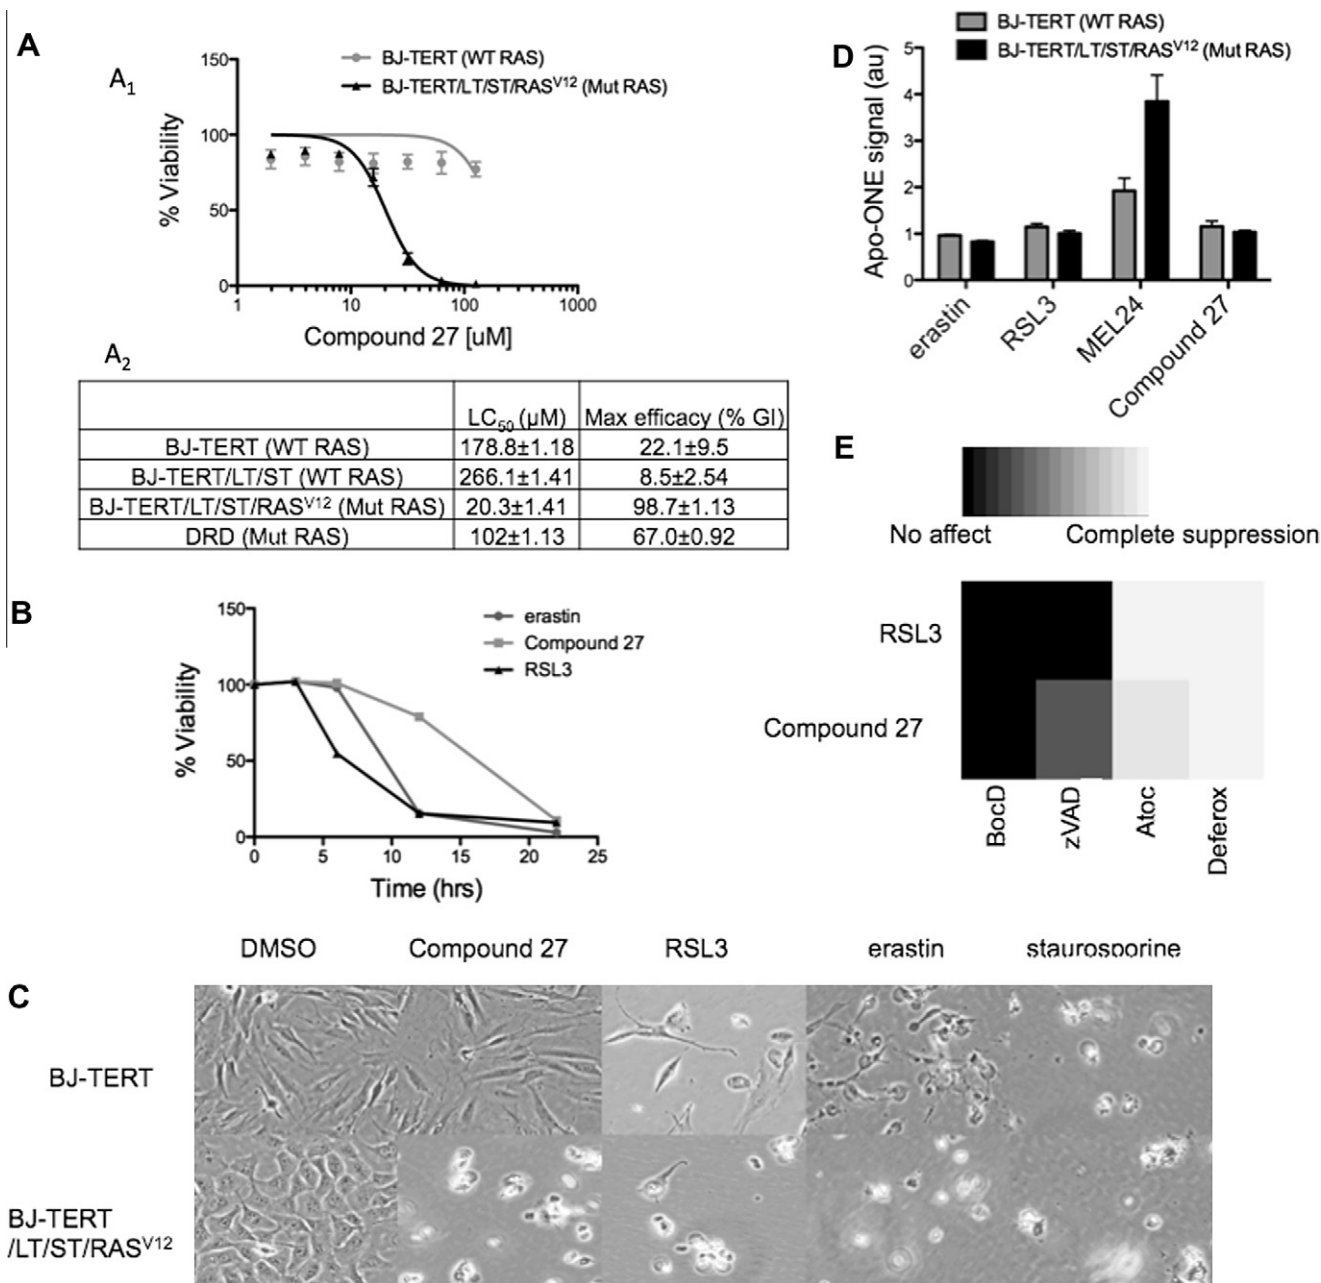 A
A1
BJ-TERT (WT RAS)
BJ-TERT/LT/ST/RASV12 (Mut RAS)
% Viability
150
100
50
0
1 10 100 1000
Compound 27 [uM]
A2
LC50 (µM) Max efficacy (% GI)
BJ-TERT (WT RAS) 178.8±1.18 22.1±9.5
BJ-TERT/LT/ST (WT RAS) 266.1±1.41 8.5±2.54
BJ-TERT/LT/ST/RASV12 (Mut RAS) 20.3±1.41 98.7±1.13
DRD (Mut RAS) 102±1.13 67.0±0.92
B
erastin
Compound 27
RSL3
% Viability
150
100
50
0
0 5 10 15 20 25
Time (hrs)
D
BJ-TERT (WT RAS)
BJ-TERT/LT/ST/RASV12 (Mut RAS)
Apo-ONE signal (au)
5
4
3
2
1
0
erastin
RSL3
MEL24
Compound 27
E
No affect Complete suppression
RSL3
Compound 27
BocD
zVAD
Atoc
Deferox
C
DMSO Compound 27 RSL3 erastin staurosporine
BJ-TERT
BJ-TERT
/LT/ST/RASV12